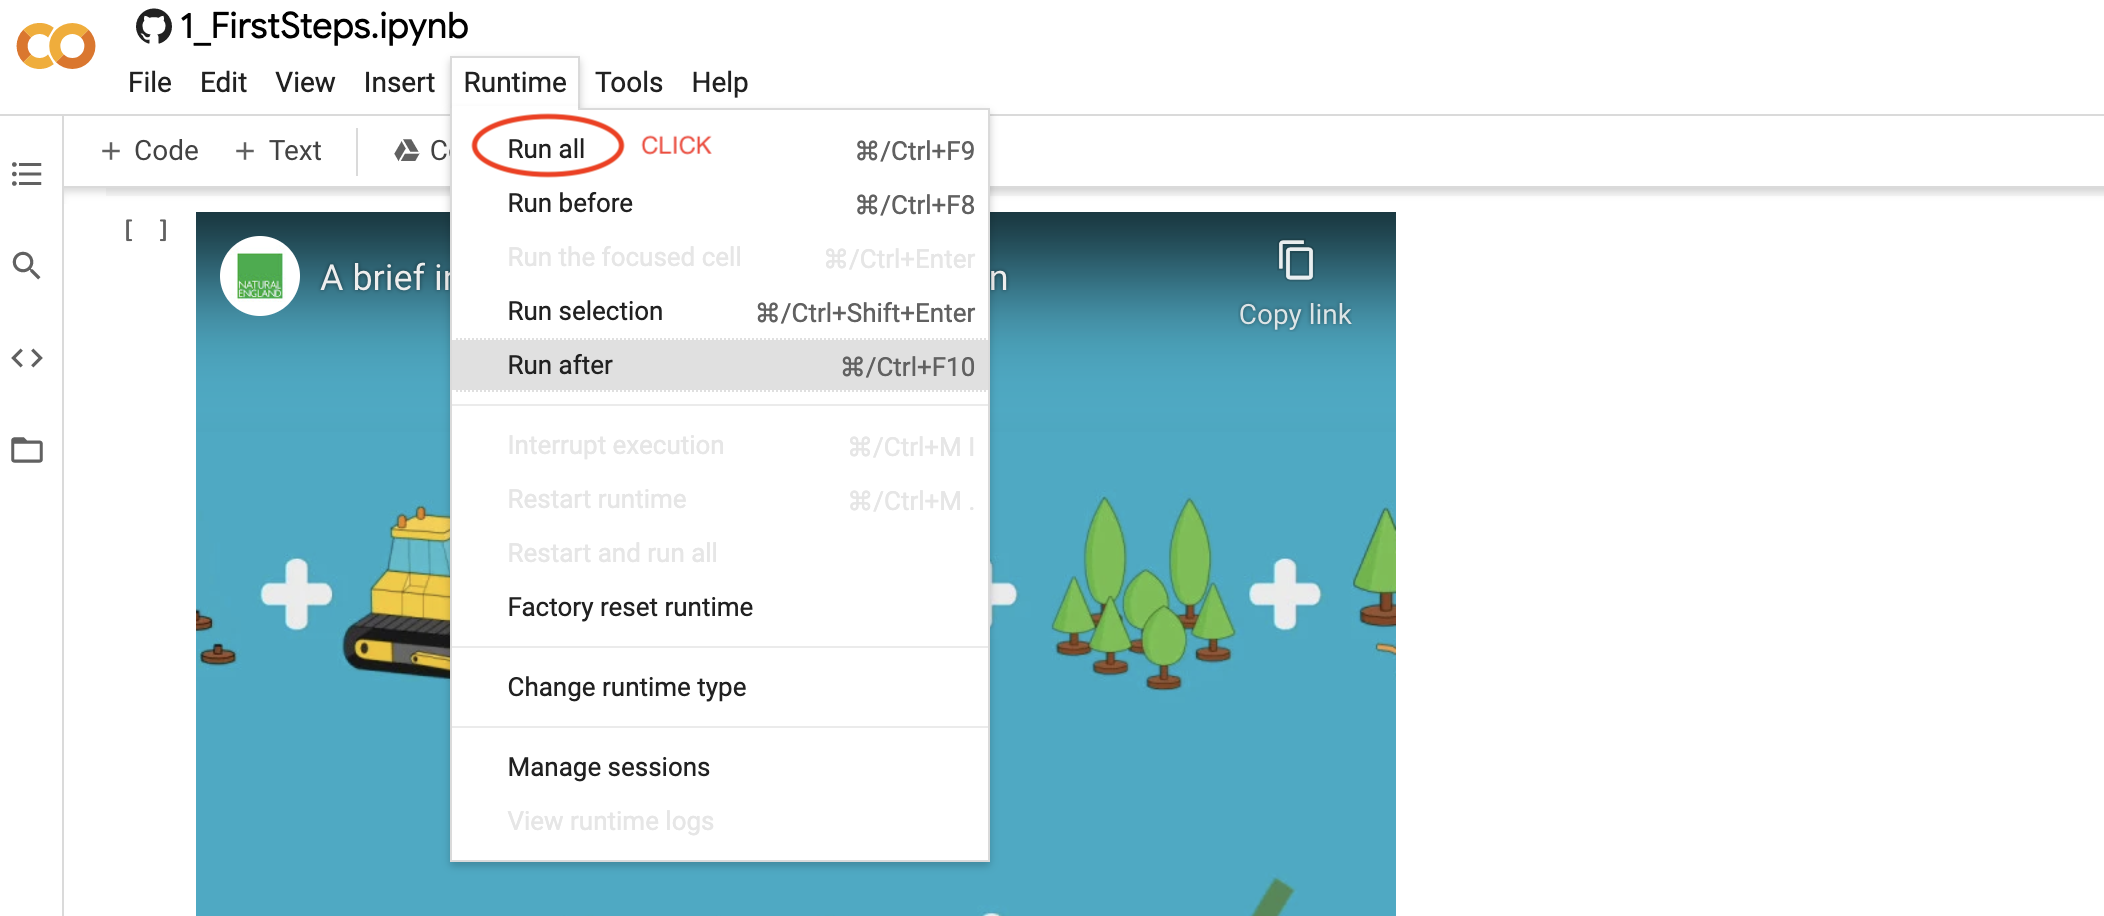 1_FirstSteps.ipynb
File Edit View Insert Runtime Tools Help
+ Code + Text
Run all CLICK ⌘/Ctrl+F9
Run before ⌘/Ctrl+F8
Run the focused cell ⌘/Ctrl+Enter
Run selection ⌘/Ctrl+Shift+Enter
Run after ⌘/Ctrl+F10
Interrupt execution ⌘/Ctrl+M I
Restart runtime ⌘/Ctrl+M .
Restart and run all
Factory reset runtime
Change runtime type
Manage sessions
View runtime logs
[ ]
NATURAL
ENGLAND
A brief
Copy link